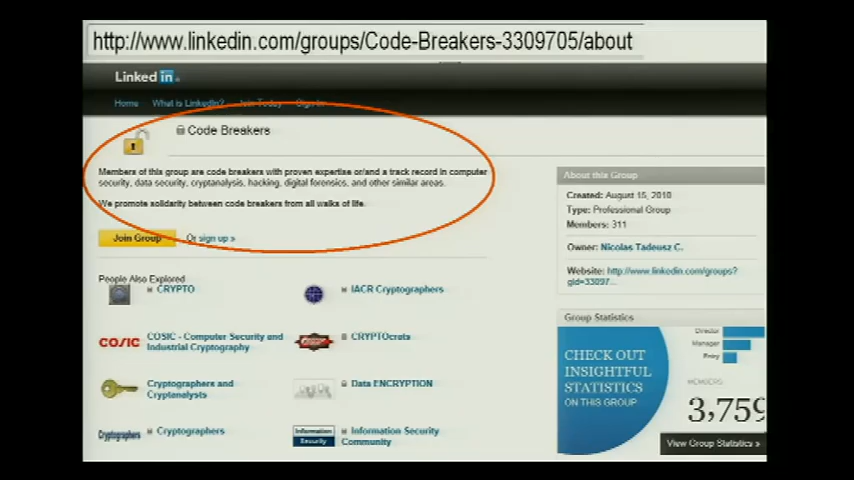 http://www.linkedin.com/groups/Code-Breakers-3309705/about
Linked in
Home What is LinkedIn? Join Today Sign In
Code Breakers
Members of this group are code breakers with proven expertise or/and a track record in computer
security, data security, cryptanalysis, hacking, digital forensics, and other similar areas.
We promote solidarity between code breakers from all walks of life.
Join Group Or sign up »
People Also Explored
CRYPTO
IACR Cryptographers
COSIC
COSIC - Computer Security and
Industrial Cryptography
CRYPTOcrats
Cryptographers and
Cryptanalysts
Data ENCRYPTION
Cryptographers
Cryptographers
Information
Security
Information Security
Community
About this Group
Created: August 15, 2010
Type: Professional Group
Members: 311
Owner: Nicolas Tadeusz C.
Website: http://www.linkedin.com/groups?
gid=33097...
Group Statistics
CHECK OUT
INSIGHTFUL
STATISTICS
ON THIS GROUP
Director
Manager
Entry
MEMBERS
3,759
View Group Statistics »